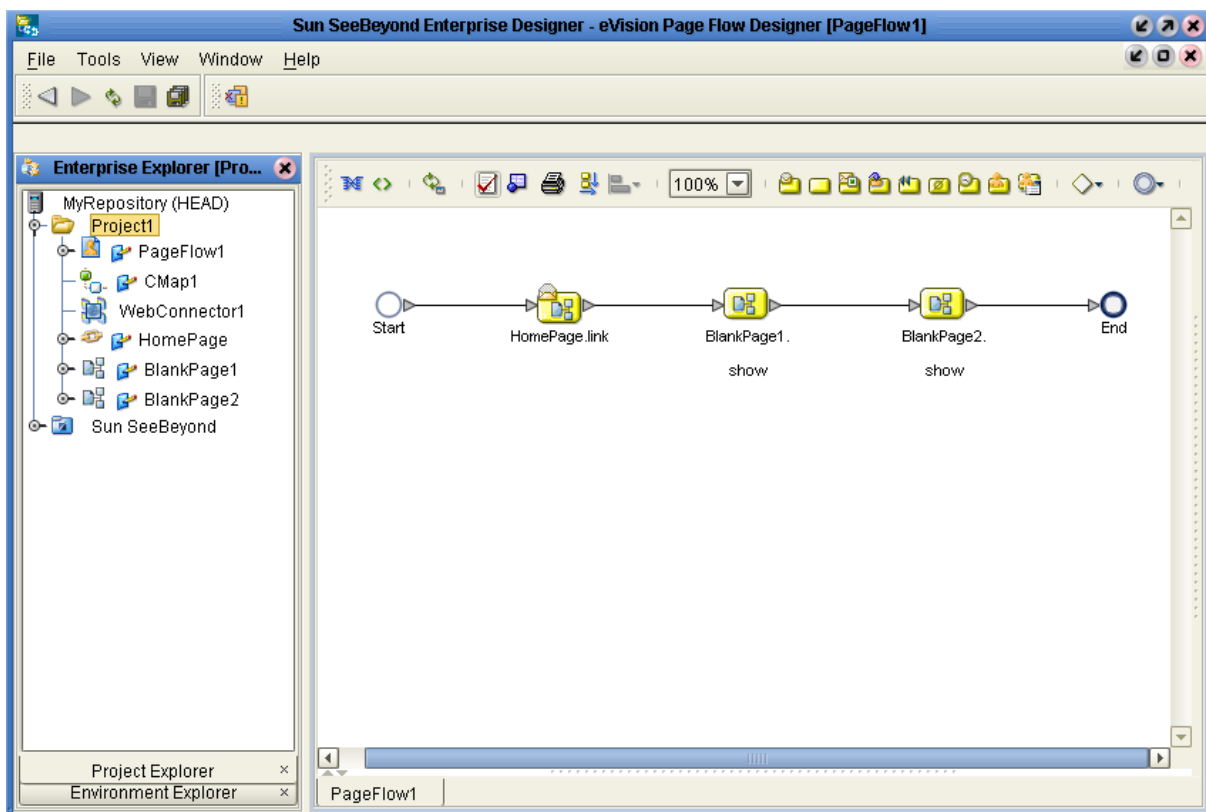 Sun SeeBeyond Enterprise Designer - eVision Page Flow Designer [PageFlow1]
File Tools View Window Help
Enterprise Explorer [Pro...
MyRepository (HEAD)
Project1
PageFlow1
CMap1
WebConnector1
HomePage
BlankPage1
BlankPage2
Sun SeeBeyond
Project Explorer
Environment Explorer
100%
Start
HomePage.link
BlankPage1.
show
BlankPage2.
show
End
PageFlow1